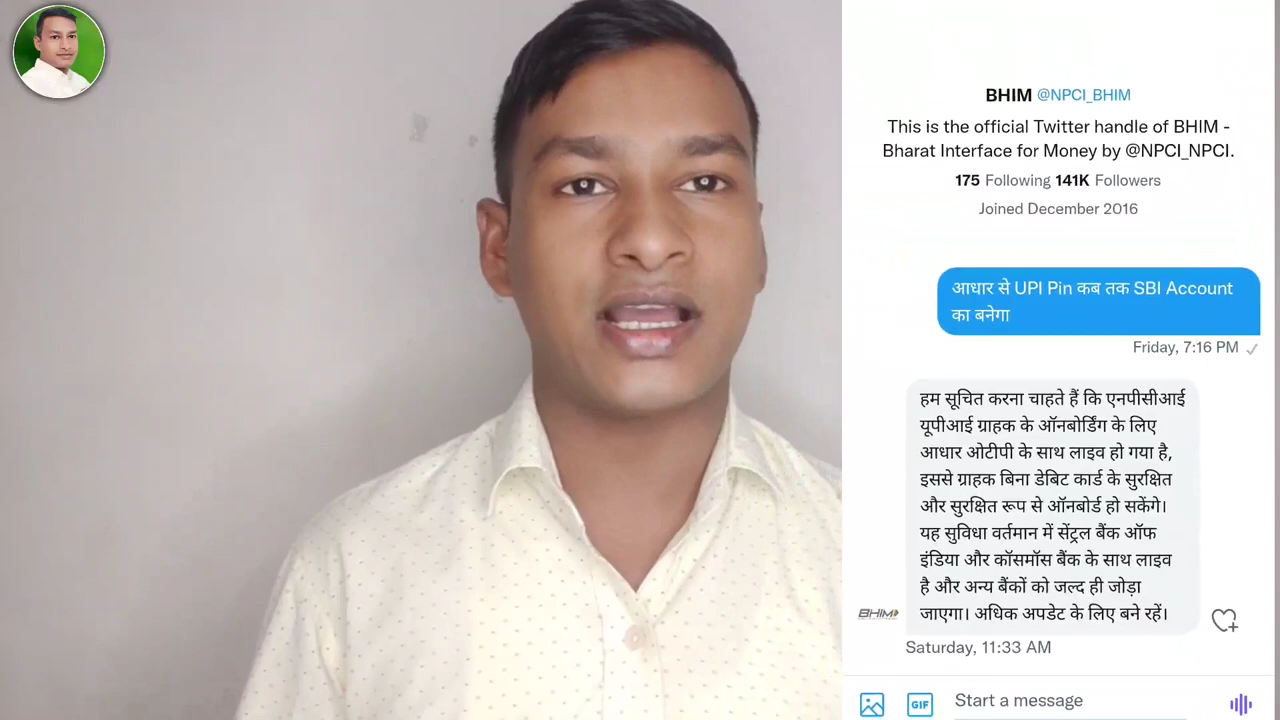 BHIM @NPCI_BHIM
This is the official Twitter handle of BHIM -
Bharat Interface for Money by @NPCI_NPCI.
175 Following 141K Followers
Joined December 2016
आधार से UPI Pin कब तक SBI Account
का बनेगा
Friday, 7:16 PM
हम सूचित करना चाहते हैं कि एनपीसीआई
यूपीआई ग्राहक के ऑनबोर्डिंग के लिए
आधार ओटीपी के साथ लाइव हो गया है,
इससे ग्राहक बिना डेबिट कार्ड के सुरक्षित
और सुरक्षित रूप से ऑनबोर्ड हो सकेंगे।
यह सुविधा वर्तमान में सेंट्रल बैंक ऑफ
इंडिया और कॉसमॉस बैंक के साथ लाइव
है और अन्य बैंकों को जल्द ही जोड़ा
जाएगा। अधिक अपडेट के लिए बने रहें।
BHIM
Saturday, 11:33 AM
GIF
Start a message